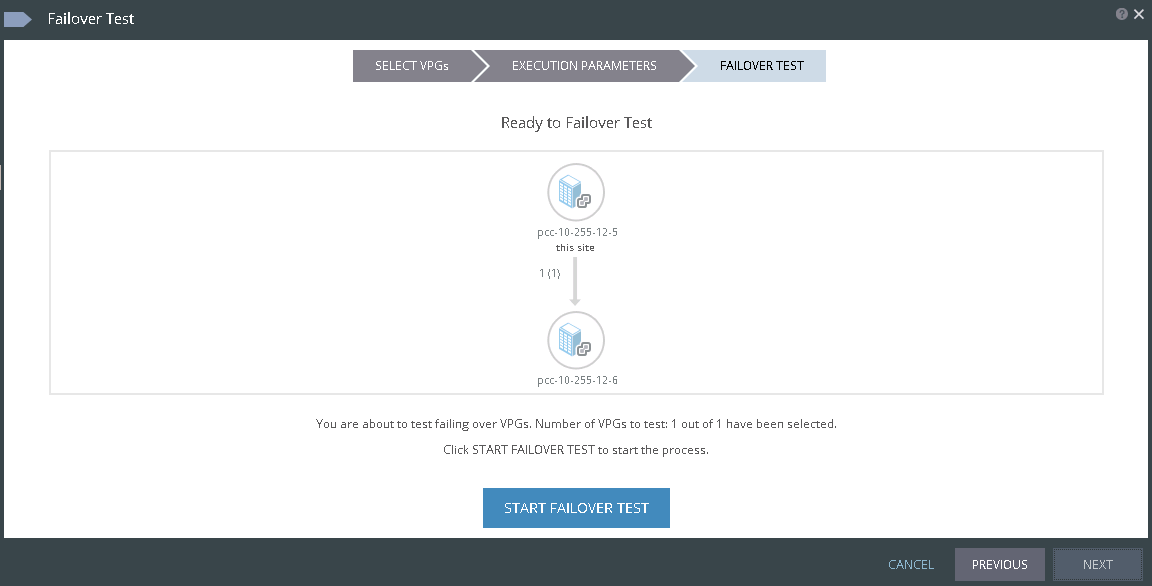 Failover Test
?
SELECT VPGs
EXECUTION PARAMETERS
FAILOVER TEST
Ready to Failover Test
pcc-10-255-12-5
this site
1 (1)
pcc-10-255-12-6
You are about to test failing over VPGs. Number of VPGs to test: 1 out of 1 have been selected.
Click START FAILOVER TEST to start the process.
START FAILOVER TEST
CANCEL
PREVIOUS
NEXT